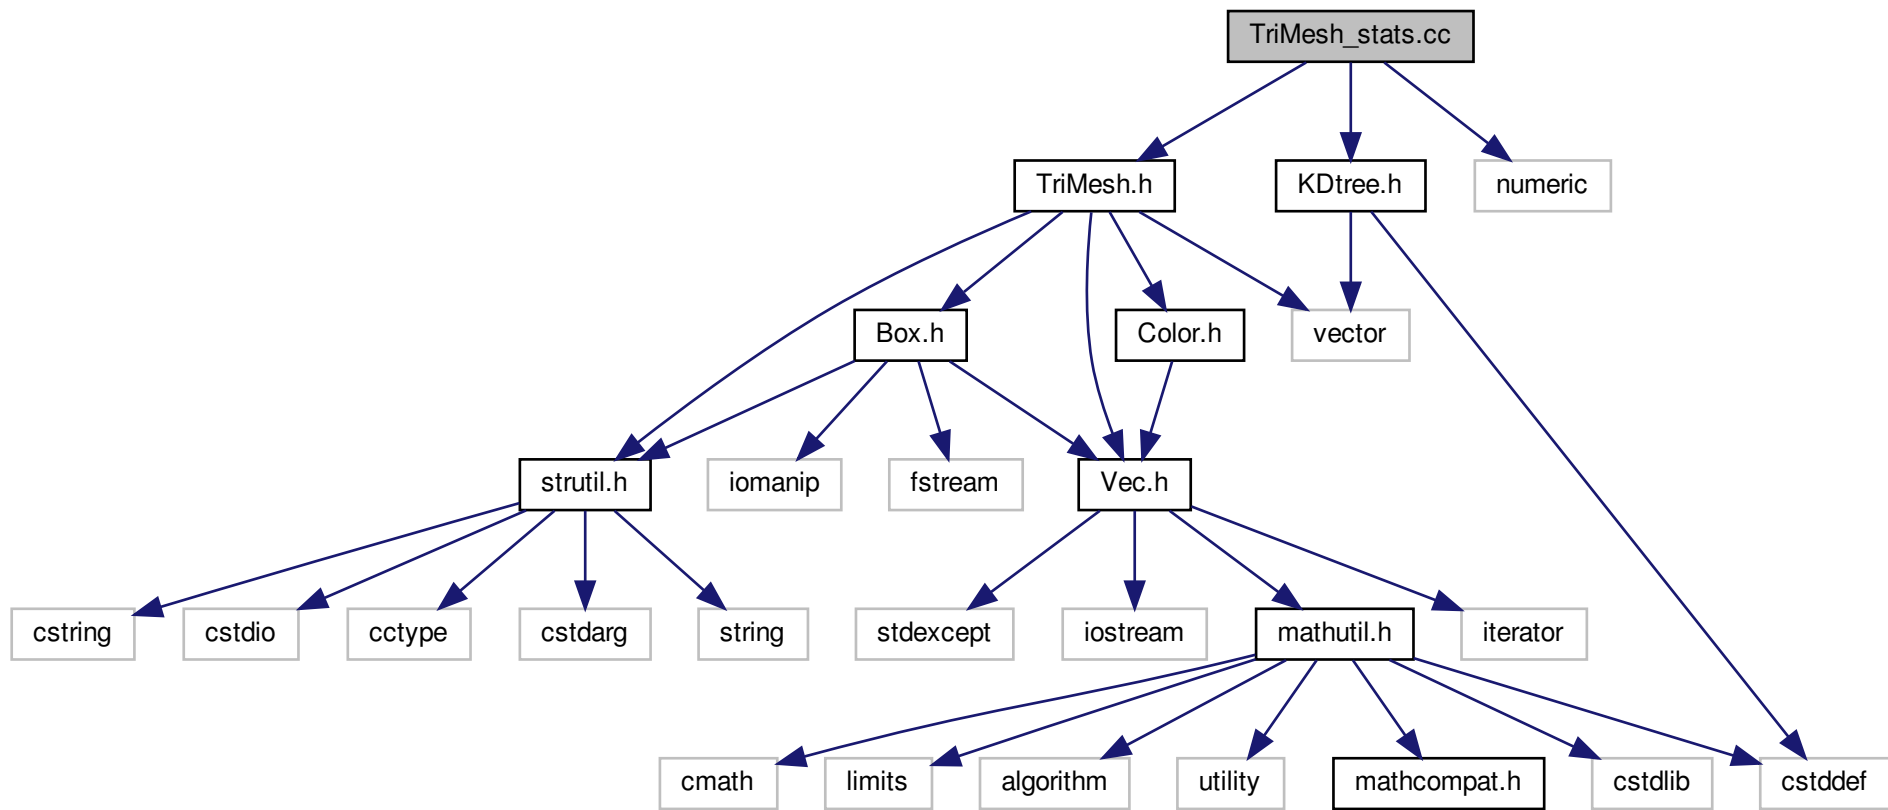 TriMesh_stats.cc
TriMesh.h
KDtree.h
numeric
Box.h
Color.h
vector
strutil.h
iomanip
fstream
Vec.h
cstring
cstdio
cctype
cstdarg
string
stdexcept
iostream
mathutil.h
iterator
cmath
limits
algorithm
utility
mathcompat.h
cstdlib
cstddef